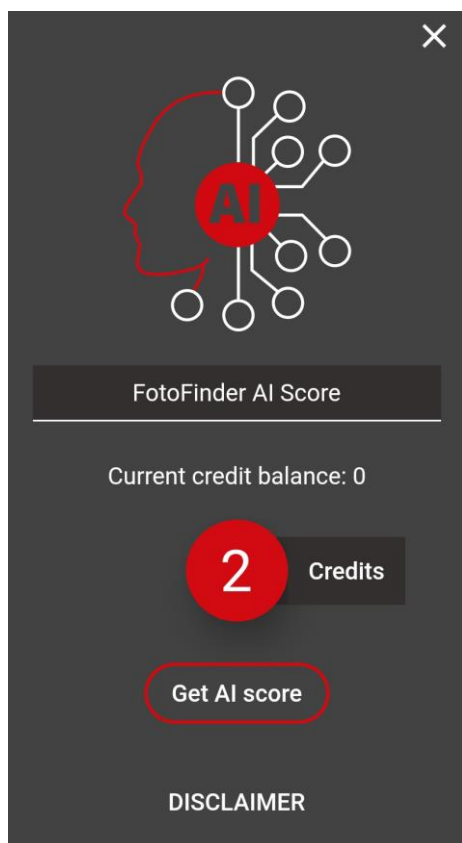 AI
FotoFinder AI Score
Current credit balance: 0
2 Credits
Get AI score
DISCLAIMER